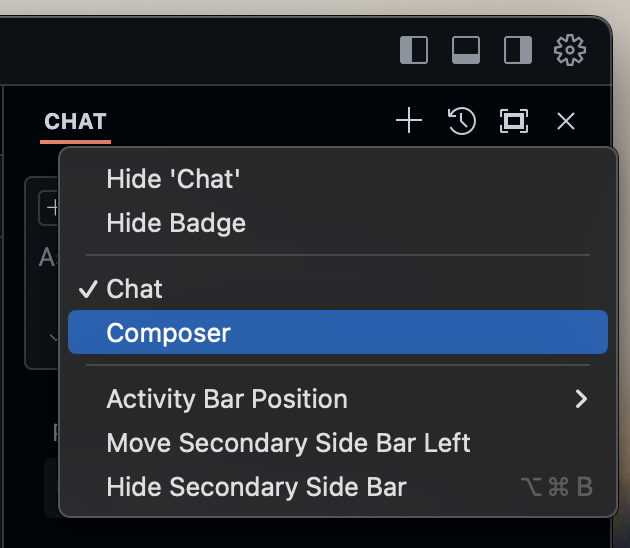 CHAT
Hide 'Chat'
Hide Badge
✓ Chat
Composer
Activity Bar Position
Move Secondary Side Bar Left
Hide Secondary Side Bar ⌥⌘B